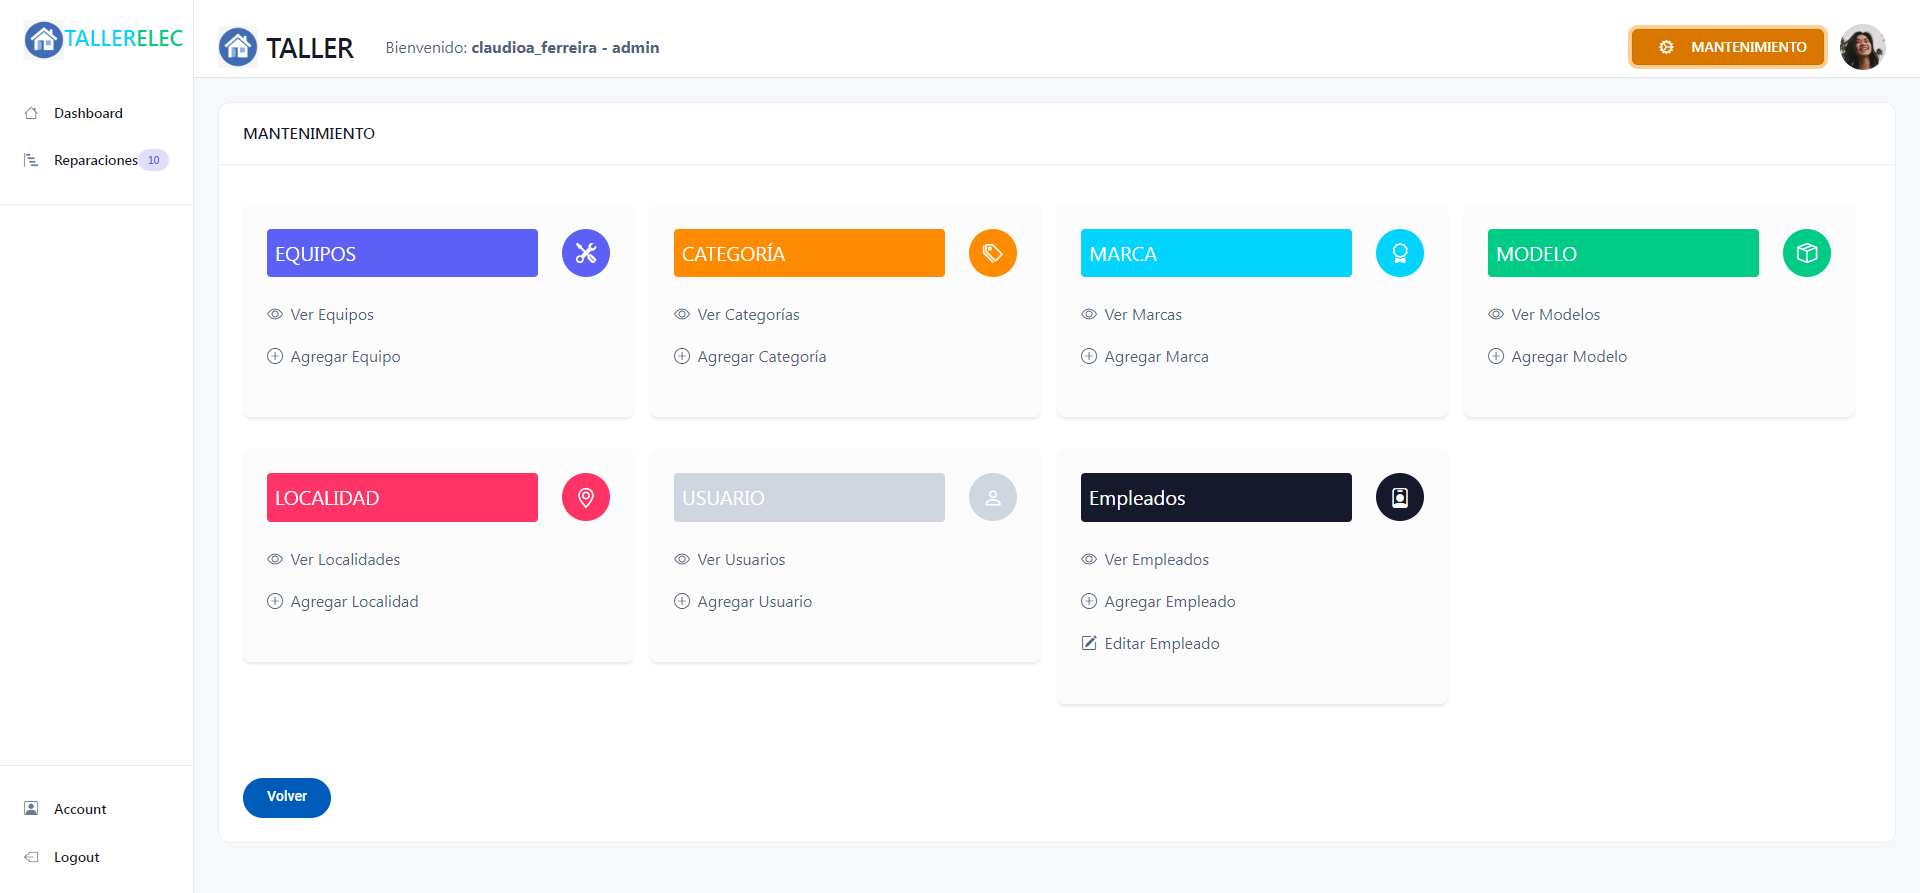 TALLERELEC
Dashboard
Reparaciones 10
Account
Logout
TALLER
Bienvenido: claudioa_ferreira - admin
MANTENIMIENTO
MANTENIMIENTO
EQUIPOS
Ver Equipos
Agregar Equipo
CATEGORÍA
Ver Categorías
Agregar Categoría
MARCA
Ver Marcas
Agregar Marca
MODELO
Ver Modelos
Agregar Modelo
LOCALIDAD
Ver Localidades
Agregar Localidad
USUARIO
Ver Usuarios
Agregar Usuario
Empleados
Ver Empleados
Agregar Empleado
Editar Empleado
Volver